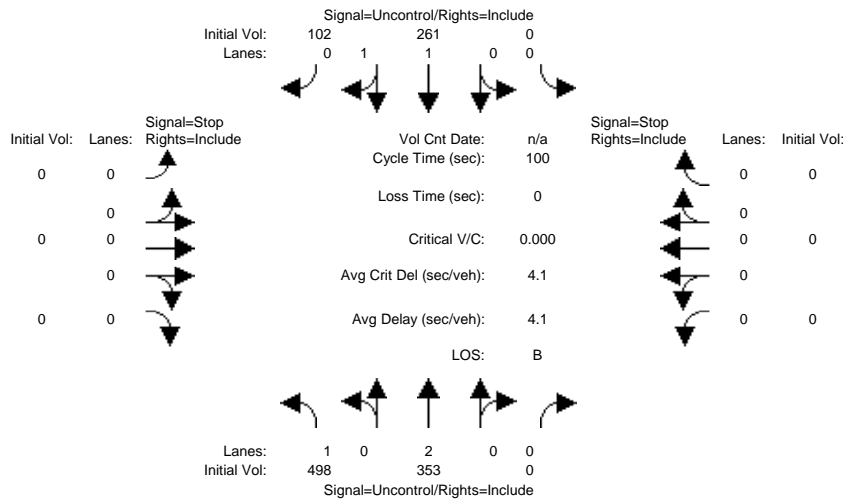 Signal=Uncontrol/Rights=Include
Initial Vol: 102 261 0
Lanes: 0 1 1 0 0
Signal=Stop Signal=Stop
Initial Vol: Lanes: Rights=Include Vol Cnt Date: n/a Rights=Include Lanes: Initial Vol:
Cycle Time (sec): 100
0 0 0 0
Loss Time (sec): 0
0 0
0 0 Critical V/C: 0.000 0 0
0 Avg Crit Del (sec/veh): 4.1 0
0 0 Avg Delay (sec/veh): 4.1 0 0
LOS: B
Lanes: 1 0 2 0 0
Initial Vol: 498 353 0
Signal=Uncontrol/Rights=Include